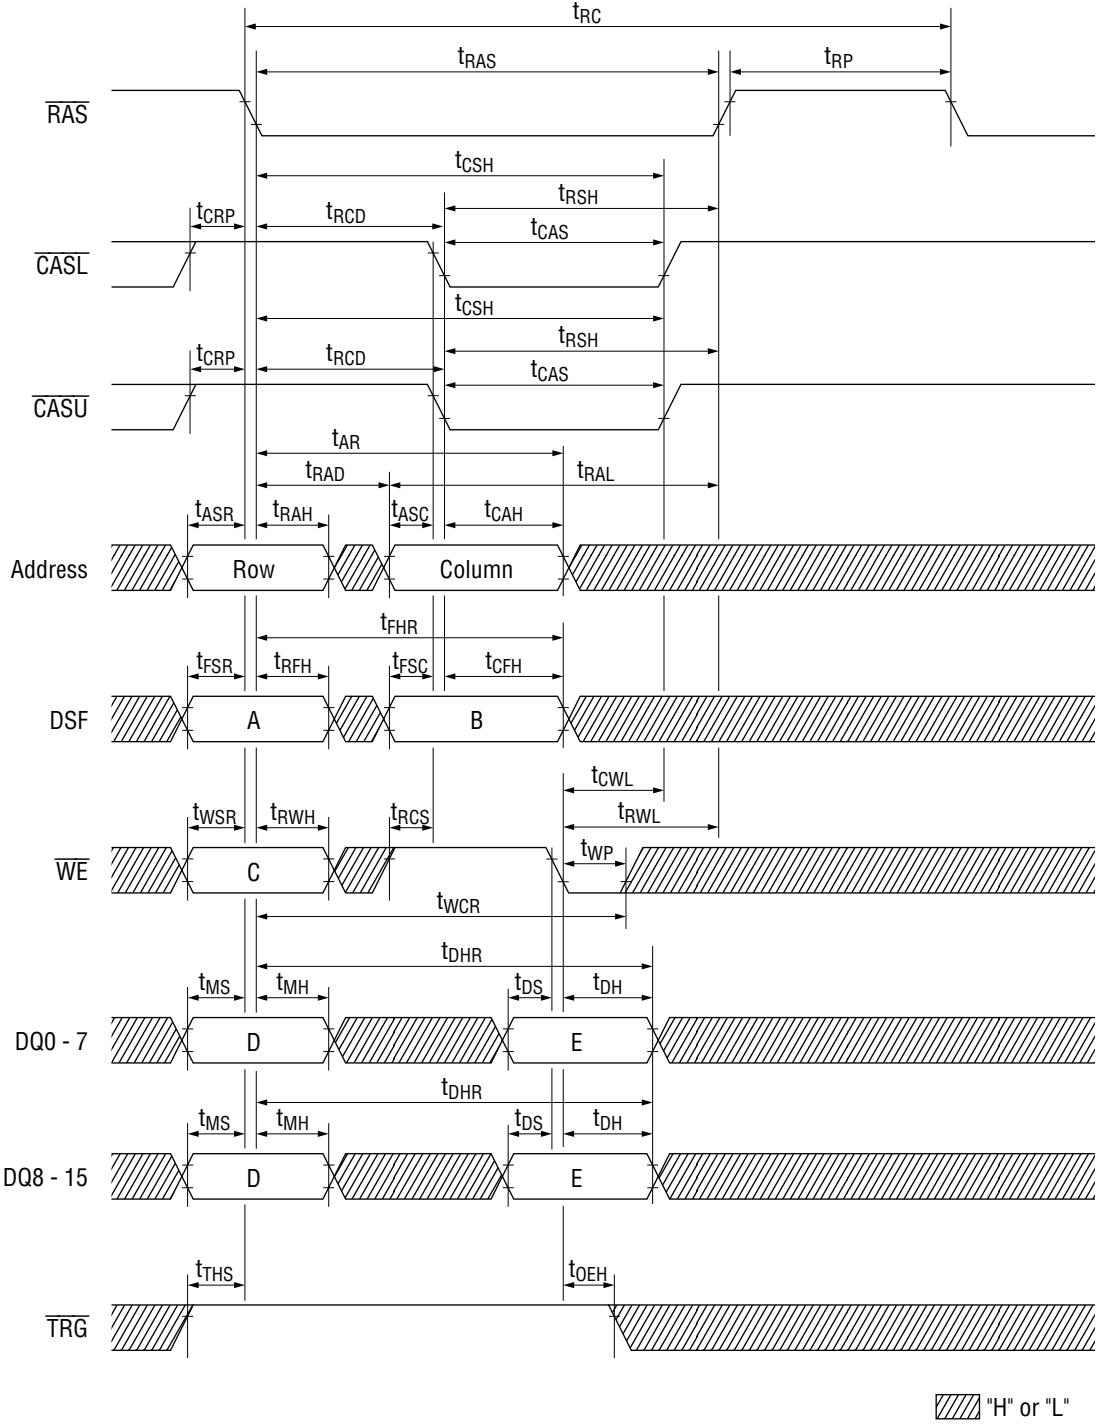 tRC
tRAS
tRP
RAS
tCSH
tRSH
tCRP
tRCD
tCAS
CASL
tCSH
tRSH
tCRP
tRCD
tCAS
CASU
tAR
tRAD
tRAL
tASR
tRAH
tASC
tCAH
Address
Row
Column
tFHR
tFSR
tRFH
tFSC
tCFH
DSF
A
B
tCWL
tWSR
tRWH
tRCS
tRWL
tWP
WE
C
tWCR
tDHR
tMS
tMH
tDS
tDH
DQ0 - 7
D
E
tDHR
tMS
tMH
tDS
tDH
DQ8 - 15
D
E
tTHS
tOEH
TRG
"H" or "L"